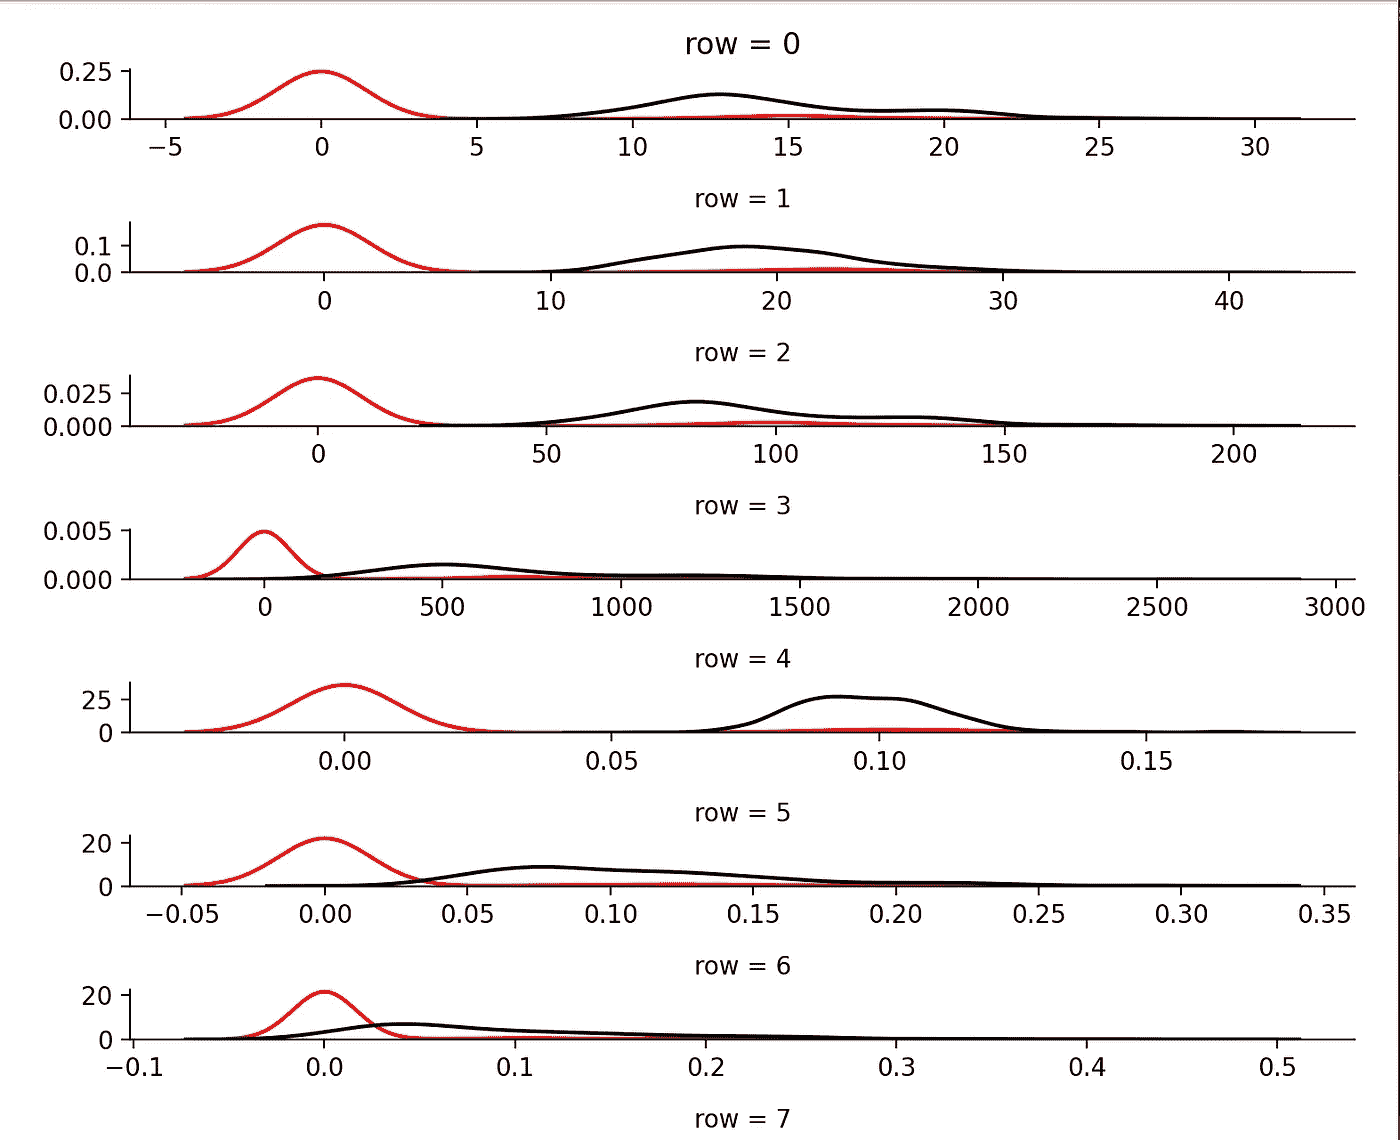 row = 0
0.25
0.00
−5 0 5 10 15 20 25 30
row = 1
0.1
0.0
0 10 20 30 40
row = 2
0.025
0.000
0 50 100 150 200
row = 3
0.005
0.000
0 500 1000 1500 2000 2500 3000
row = 4
25
0
0.00 0.05 0.10 0.15
row = 5
20
0
−0.05 0.00 0.05 0.10 0.15 0.20 0.25 0.30 0.35
row = 6
20
0
−0.1 0.0 0.1 0.2 0.3 0.4 0.5
row = 7